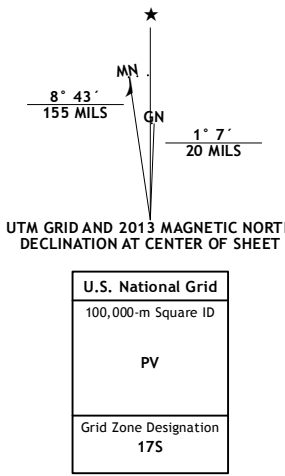 ★
MN
GN
8° 43´
155 MILS
1° 7´
20 MILS
UTM GRID AND 2013 MAGNETIC NORT
DECLINATION AT CENTER OF SHEET
U.S. National Grid
100,000-m Square ID
PV
Grid Zone Designation
17S